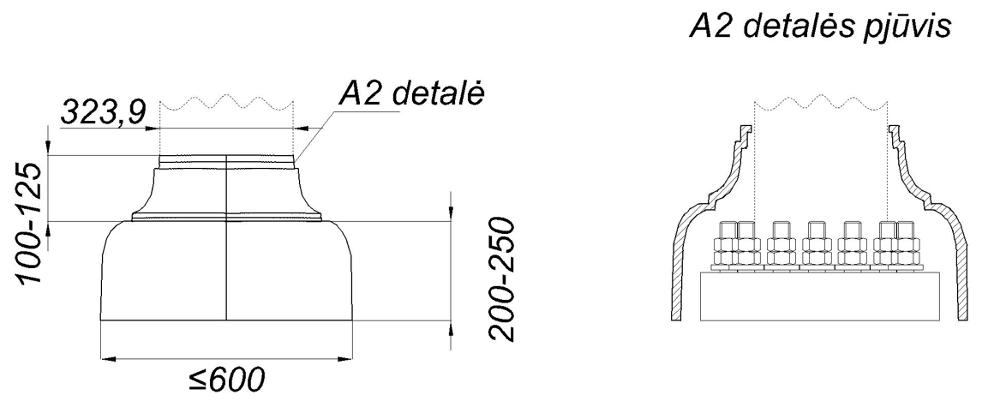 A2 detalės pjūvis
A2 detalė
323,9
100-125
200-250
≤600